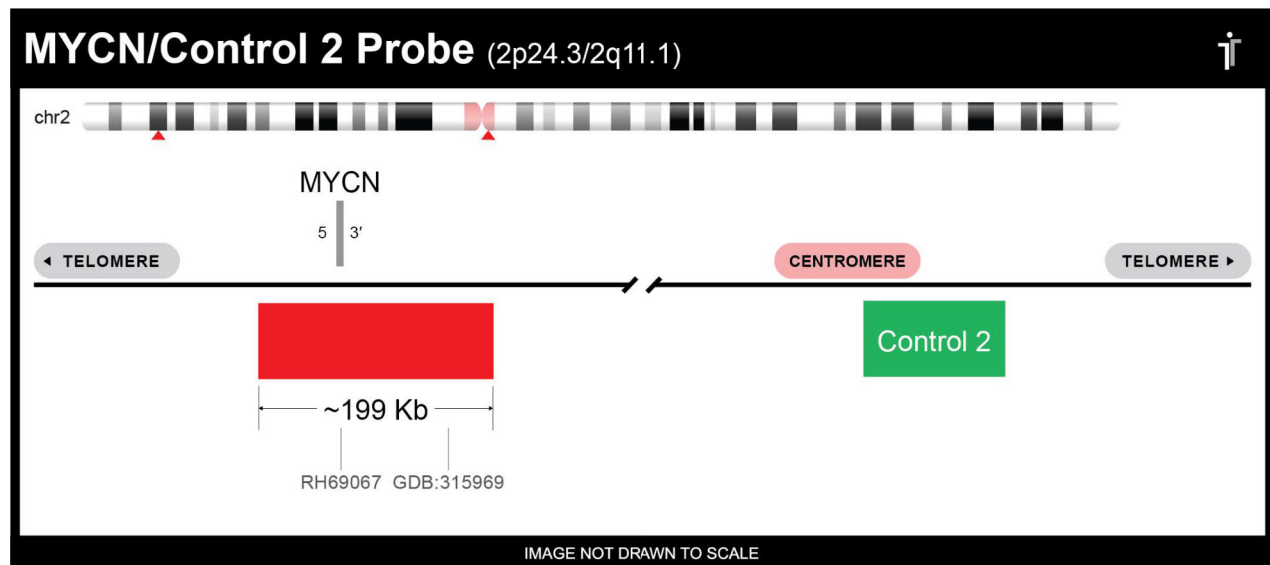 MYCN/Control 2 Probe (2p24.3/2q11.1)
chr2
MYCN
5 3′
TELOMERE
CENTROMERE
TELOMERE
Control 2
~199 Kb
RH69067 GDB:315969
IMAGE NOT DRAWN TO SCALE